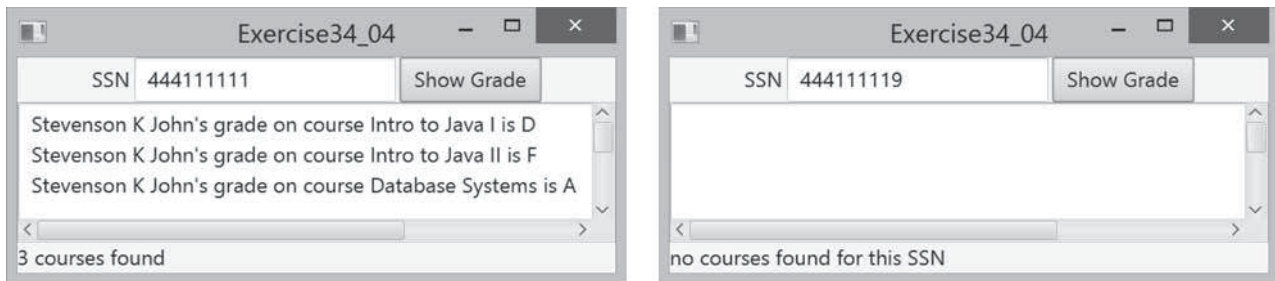 Exercise34_04
SSN 444111111 Show Grade
Stevenson K John's grade on course Intro to Java I is D
Stevenson K John's grade on course Intro to Java II is F
Stevenson K John's grade on course Database Systems is A
3 courses found
Exercise34_04
SSN 444111119 Show Grade
no courses found for this SSN